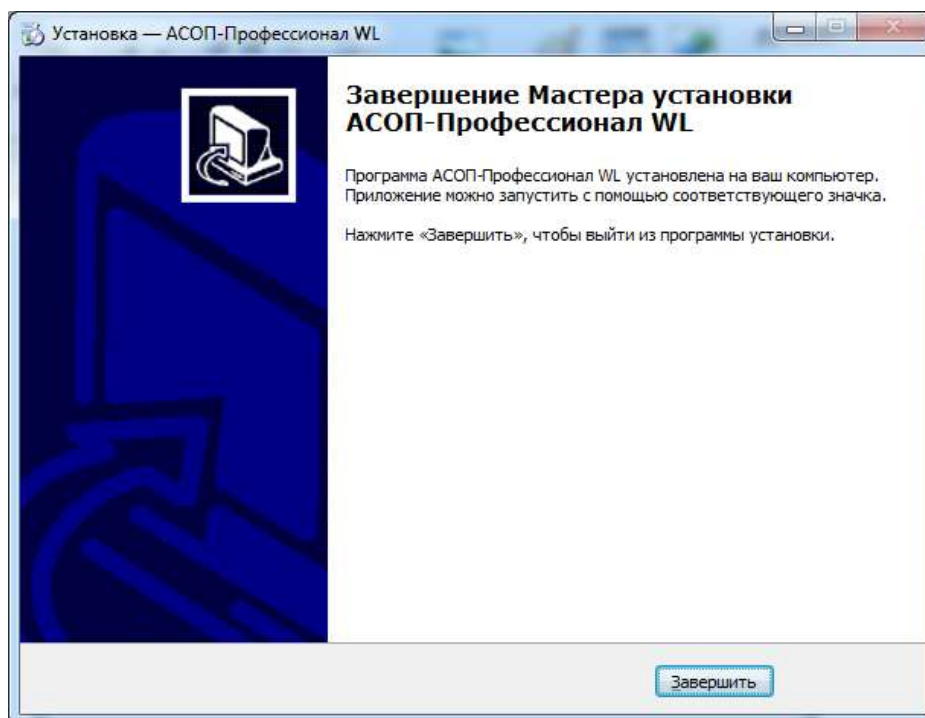 Установка — АСОП-Профессионал WL
Завершение Мастера установки
АСОП-Профессионал WL
Программа АСОП-Профессионал WL установлена на ваш компьютер.
Приложение можно запустить с помощью соответствующего значка.
Нажмите «Завершить», чтобы выйти из программы установки.
Завершить